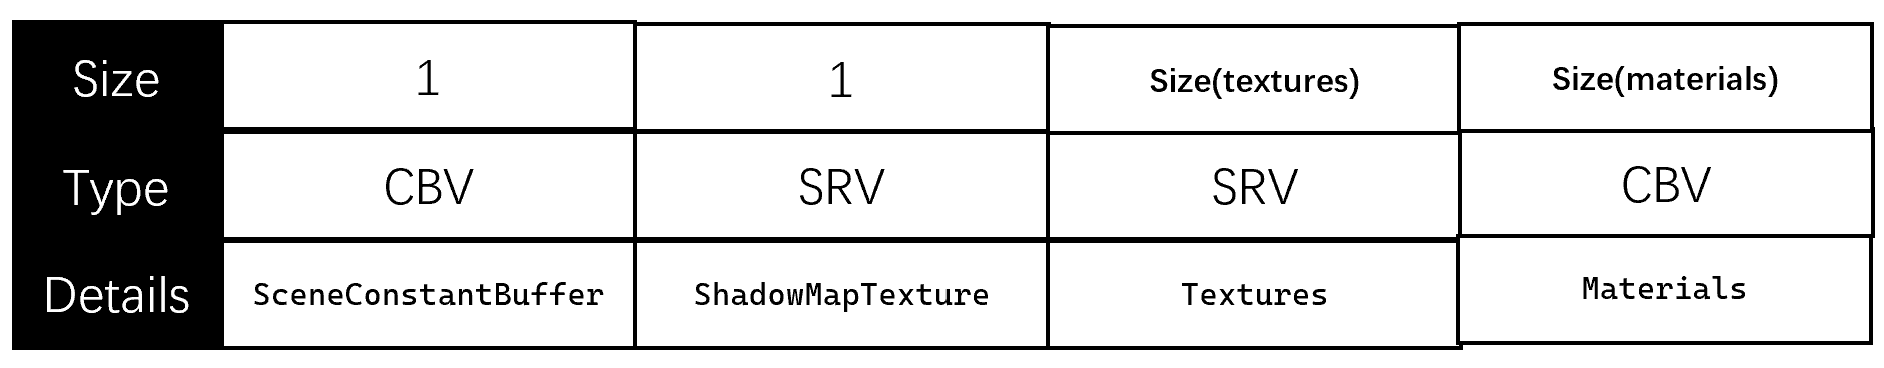 Size 1 1 Size(textures) Size(materials)
Type CBV SRV SRV CBV
Details SceneConstantBuffer ShadowMapTexture Textures Materials